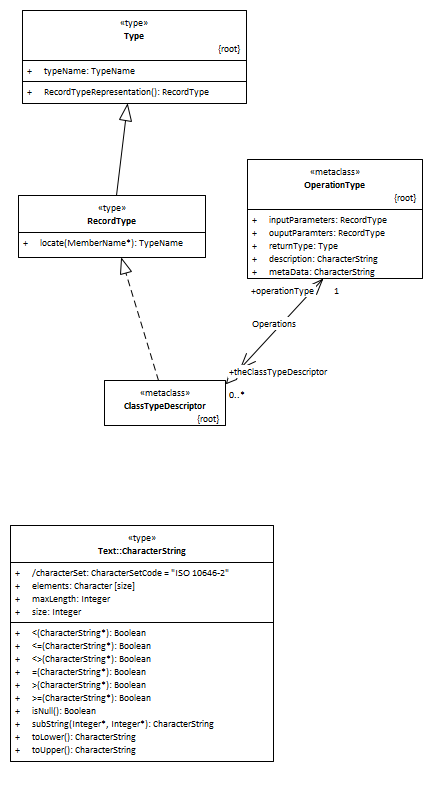 «type»
Type
{root}
+ typeName: TypeName
+ RecordTypeRepresentation(): RecordType
«type»
RecordType
+ locate(MemberName*): TypeName
«metaclass»
OperationType
{root}
+ inputParameters: RecordType
+ ouputParamters: RecordType
+ returnType: Type
+ description: CharacterString
+ metaData: CharacterString
+operationType 1
Operations
+theClassTypeDescriptor
0..*
«metaclass»
ClassTypeDescriptor
{root}
«type»
Text::CharacterString
+ /characterSet: CharacterSetCode = "ISO 10646-2"
+ elements: Character [size]
+ maxLength: Integer
+ size: Integer
+ <(CharacterString*): Boolean
+ <=(CharacterString*): Boolean
+ <>(CharacterString*): Boolean
+ =(CharacterString*): Boolean
+ >(CharacterString*): Boolean
+ >=(CharacterString*): Boolean
+ isNull(): Boolean
+ subString(Integer*, Integer*): CharacterString
+ toLower(): CharacterString
+ toUpper(): CharacterString